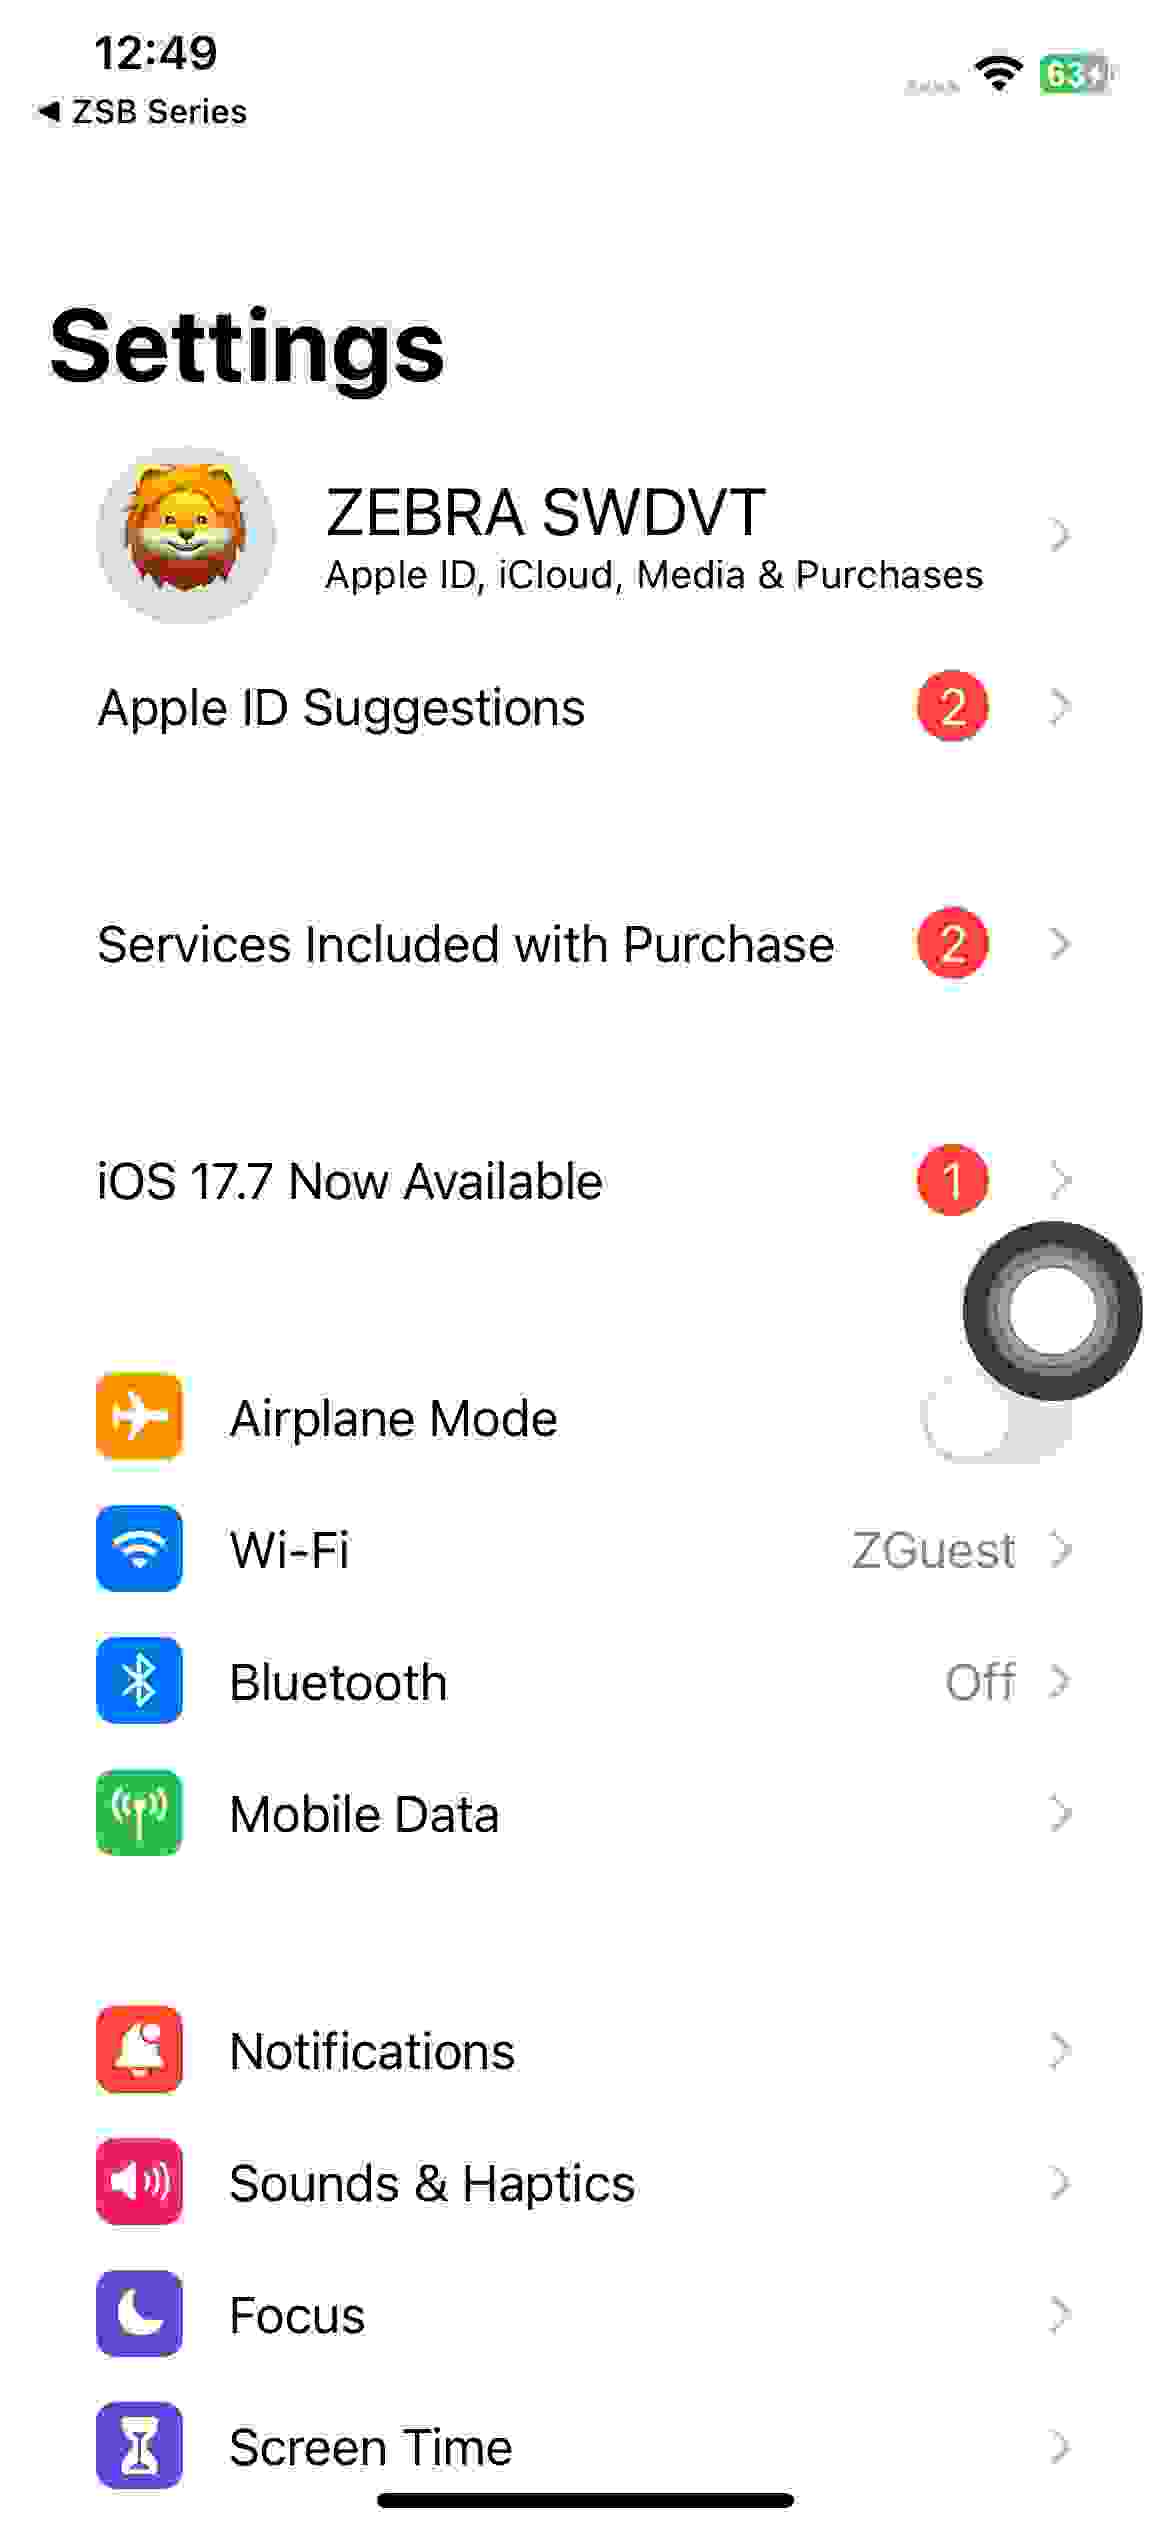 12:49
63
◀ ZSB Series
Settings
ZEBRA SWDVT
Apple ID, iCloud, Media & Purchases
Apple ID Suggestions 2
Services Included with Purchase 2
iOS 17.7 Now Available 1
Airplane Mode
Wi-Fi ZGuest
Bluetooth Off
Mobile Data
Notifications
Sounds & Haptics
Focus
Screen Time